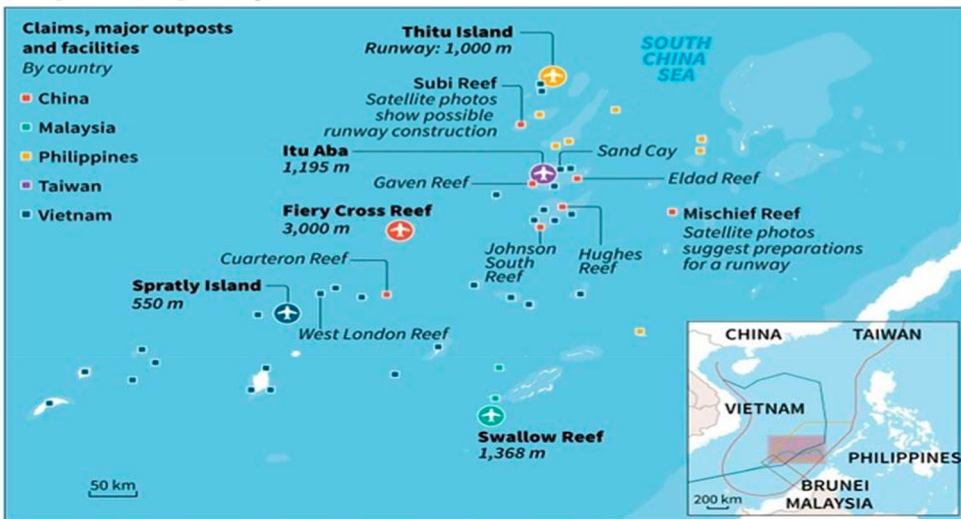 Claims, major outposts
and facilities
By country
China
Malaysia
Philippines
Taiwan
Vietnam
Thitu Island
Runway: 1,000 m
SOUTH
CHINA
SEA
Subi Reef
Satellite photos
show possible
runway construction
Itu Aba
1,195 m
Sand Cay
Gaven Reef
Eldad Reef
Fiery Cross Reef
3,000 m
Mischief Reef
Satellite photos
suggest preparations
for a runway
Johnson
South
Reef
Hughes
Reef
Cuarteron Reef
Spratly Island
550 m
West London Reef
Swallow Reef
1,368 m
50 km
CHINA
TAIWAN
VIETNAM
PHILIPPINES
BRUNEI
MALAYSIA
200 km